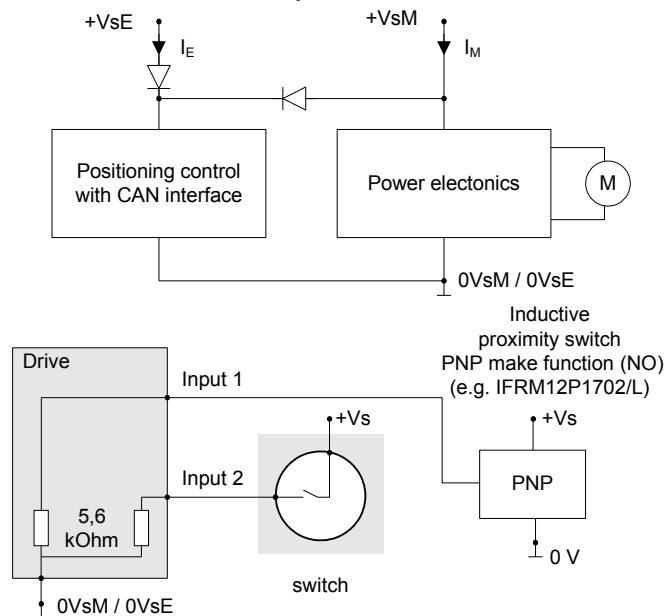 +VsE
+VsM
I_E
I_M
Positioning control
with CAN interface
Power electonics
M
0VsM / 0VsE
Inductive
proximity switch
PNP make function (NO)
(e.g. IFRM12P1702/L)
Drive
Input 1
+Vs
+Vs
Input 2
PNP
5,6
kOhm
0 V
switch
0VsM / 0VsE